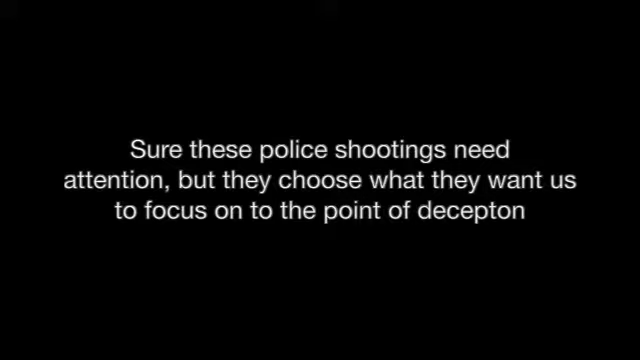 Sure these police shootings need
attention, but they choose what they want us
to focus on to the point of decepton